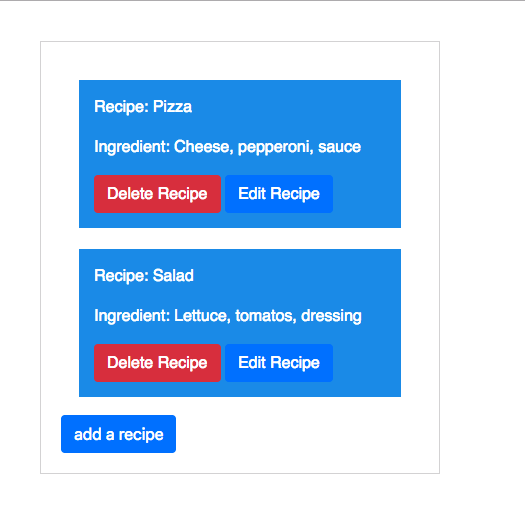 Recipe: Pizza
Ingredient: Cheese, pepperoni, sauce
Delete Recipe Edit Recipe
Recipe: Salad
Ingredient: Lettuce, tomatos, dressing
Delete Recipe Edit Recipe
add a recipe